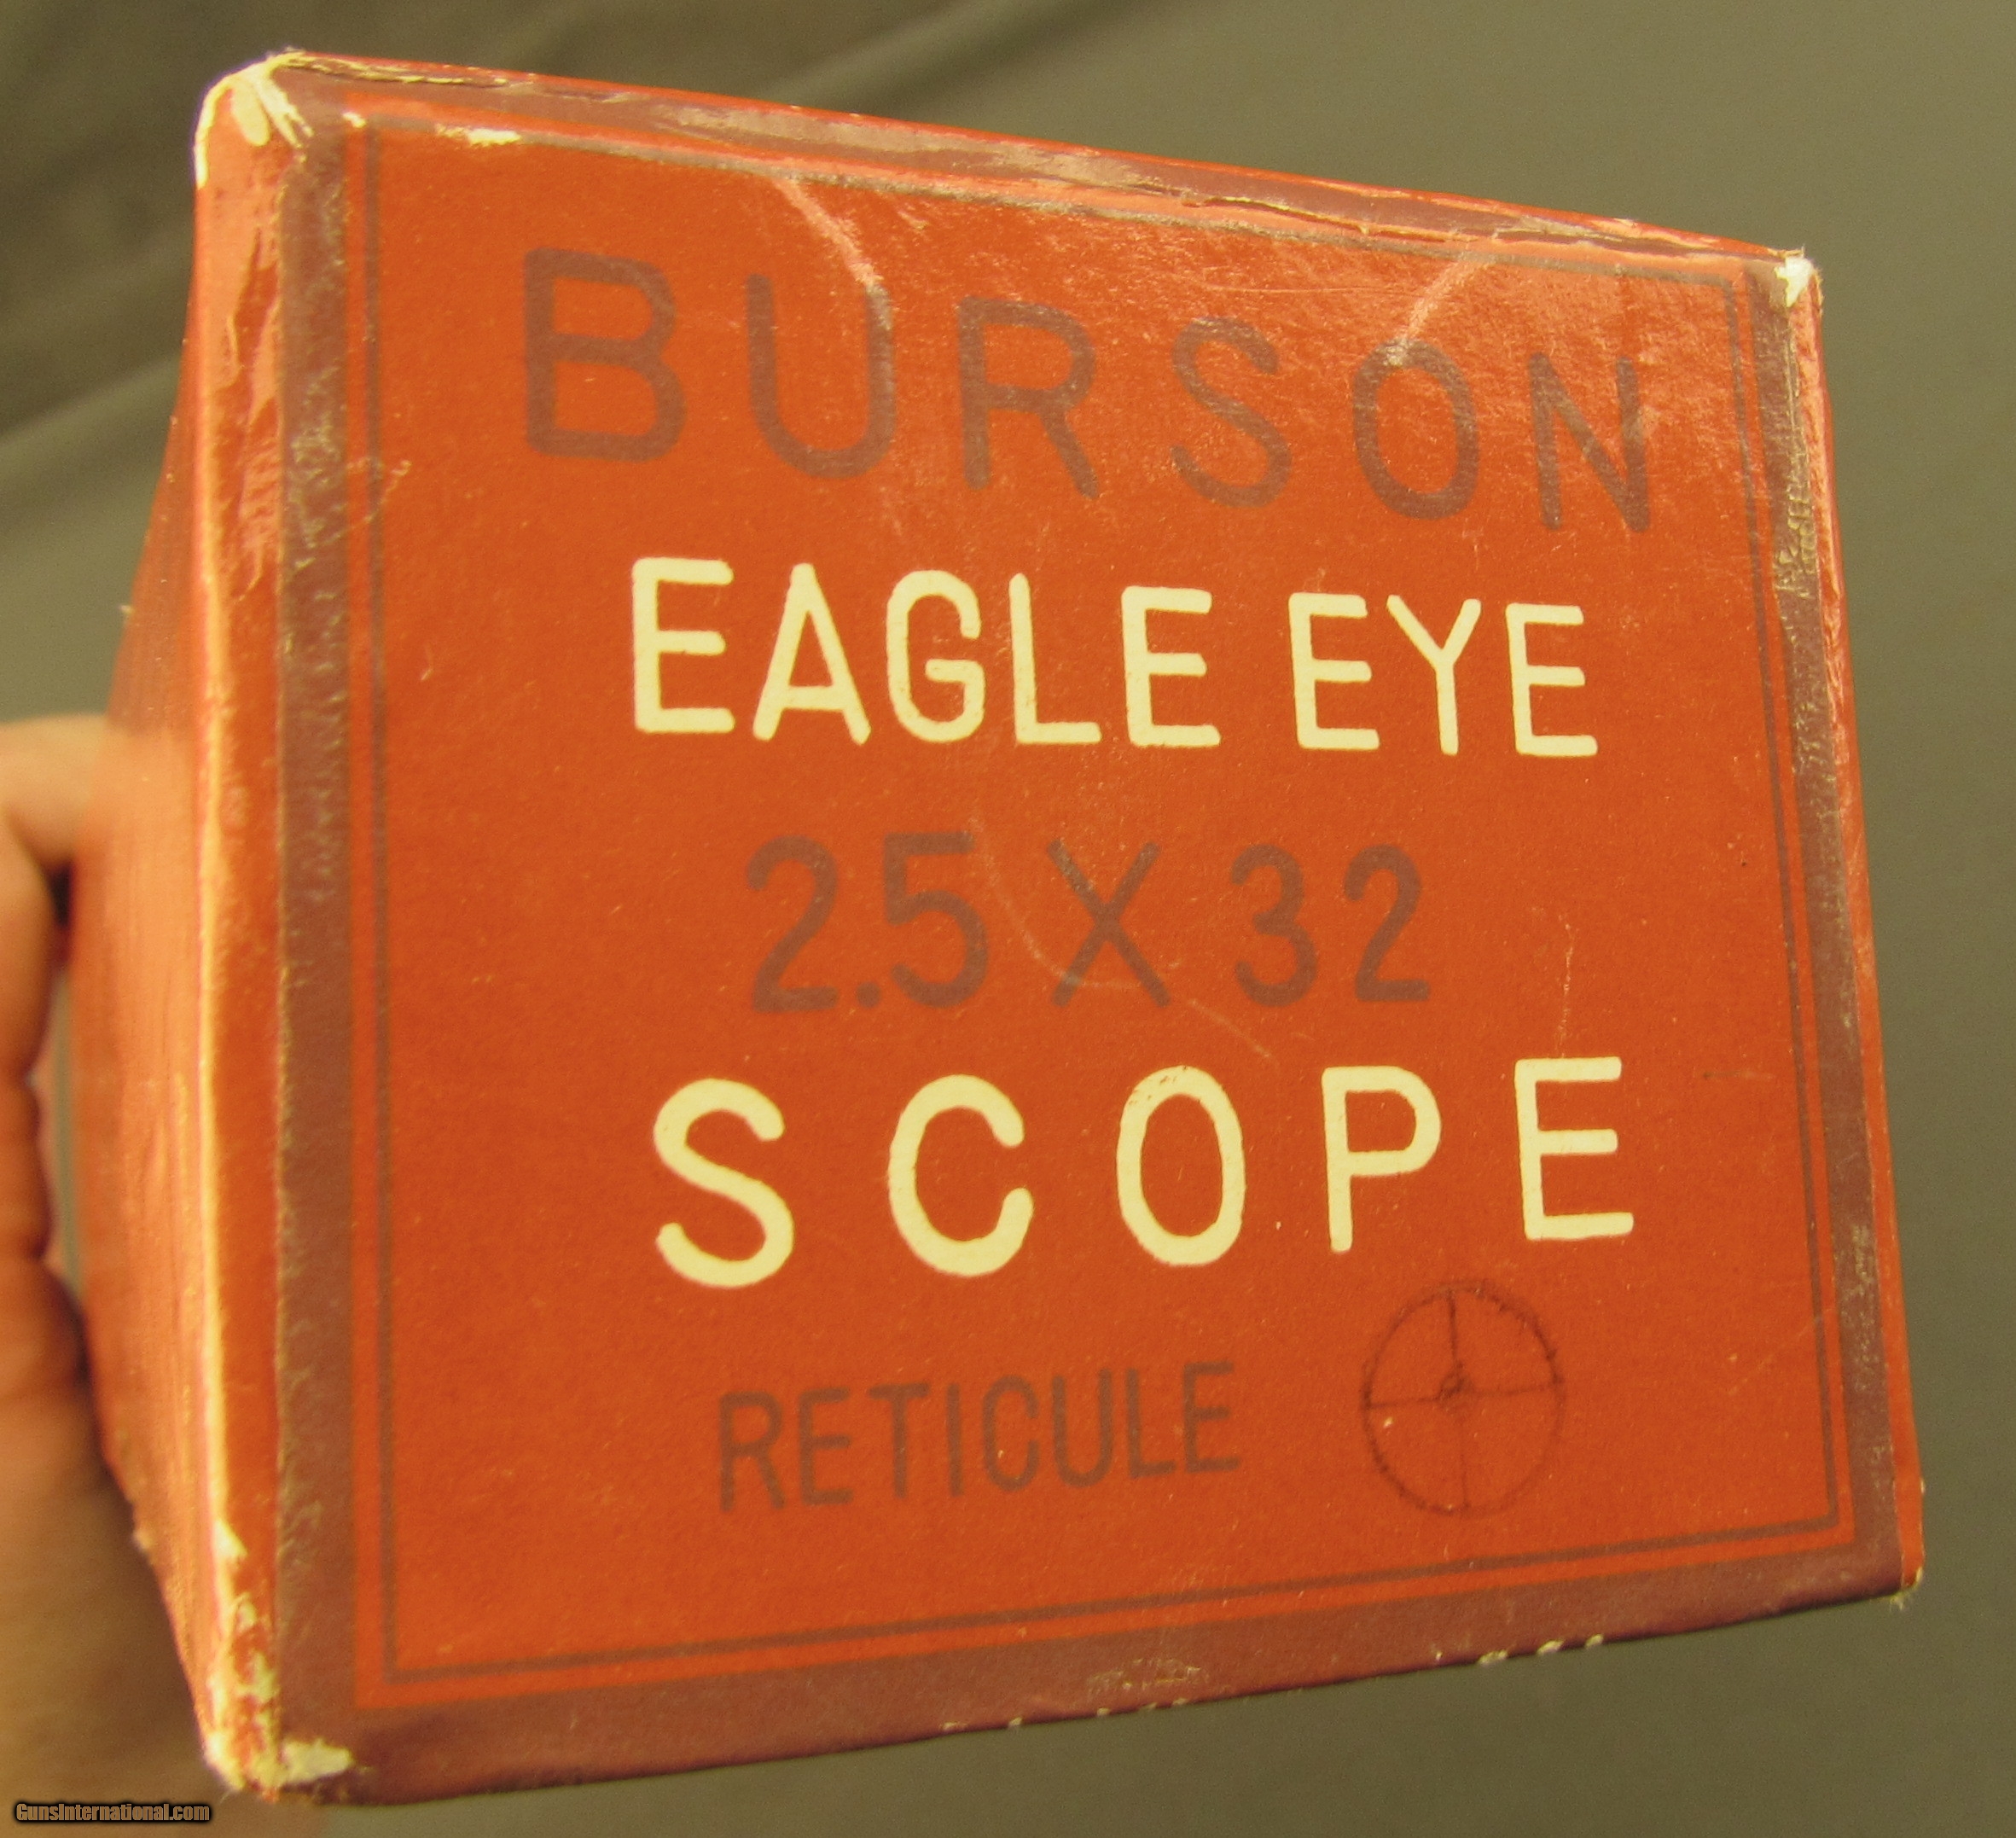 BURSON
EAGLE EYE
2.5 X 32
SCOPE
RETICULE
GunsInternational.com